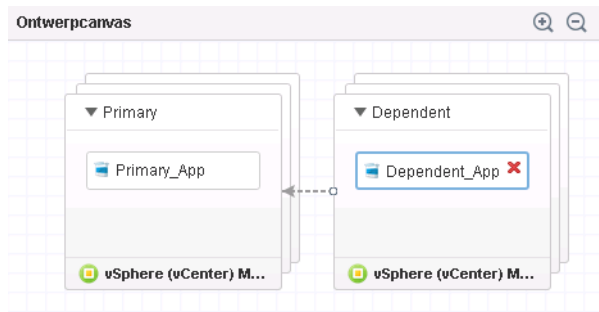 Ontwerpcanvas
Primary
Dependent
Primary_App
Dependent_App
vSphere (vCenter) M...
vSphere (vCenter) M...